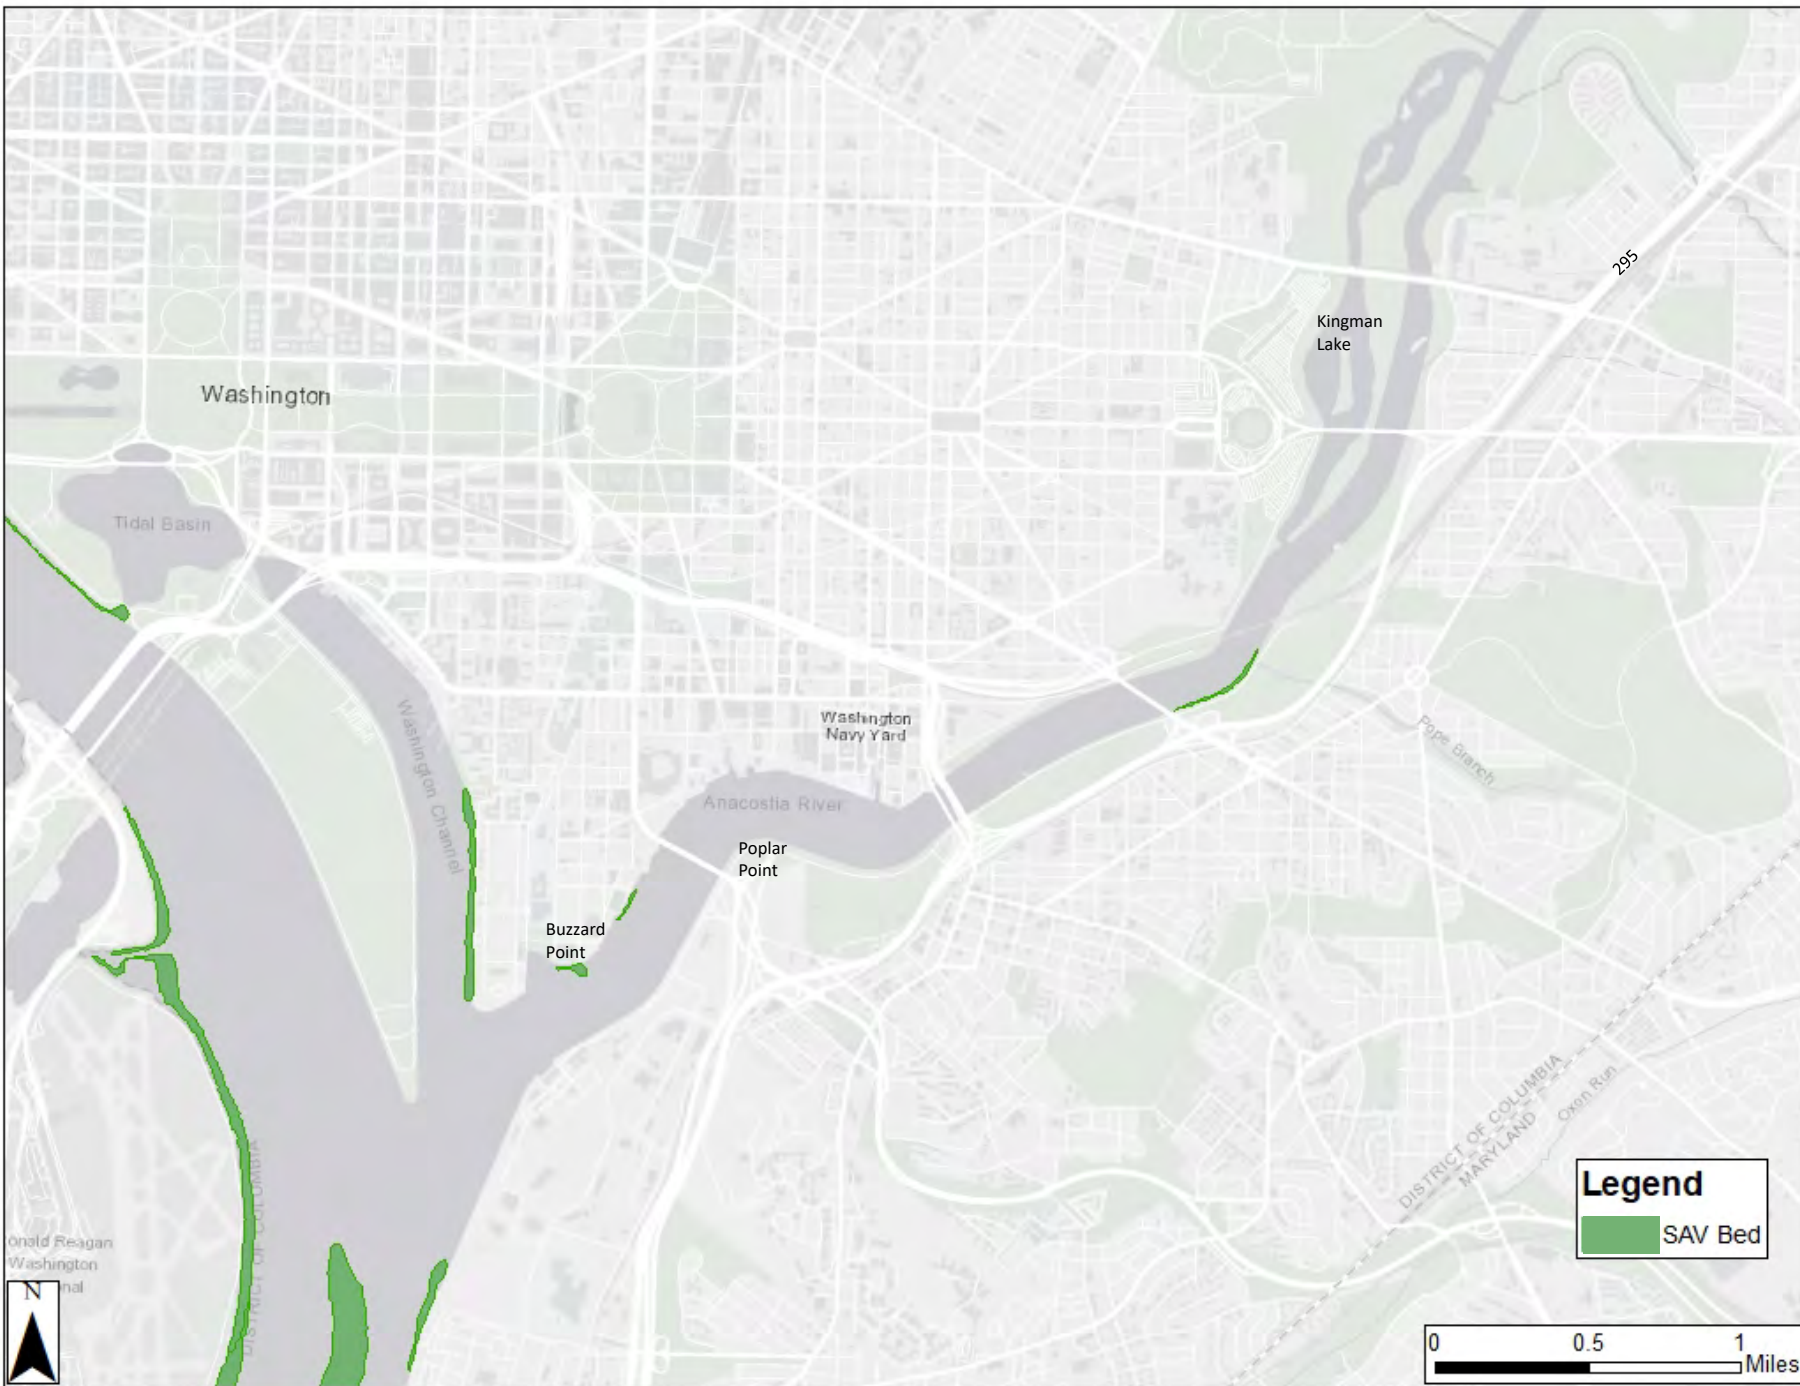 295
Kingman
Lake
Washington
Tidal Basin
Washington Channel
Washington
Navy Yard
Pope Branch
Anacostia River
Poplar
Point
Buzzard
Point
DISTRICT OF COLUMBIA
MARYLAND
Oxon Run
DISTRICT OF COLUMBIA
onald Reagan
Washington
nal
N
Legend
SAV Bed
0 0.5 1
Miles